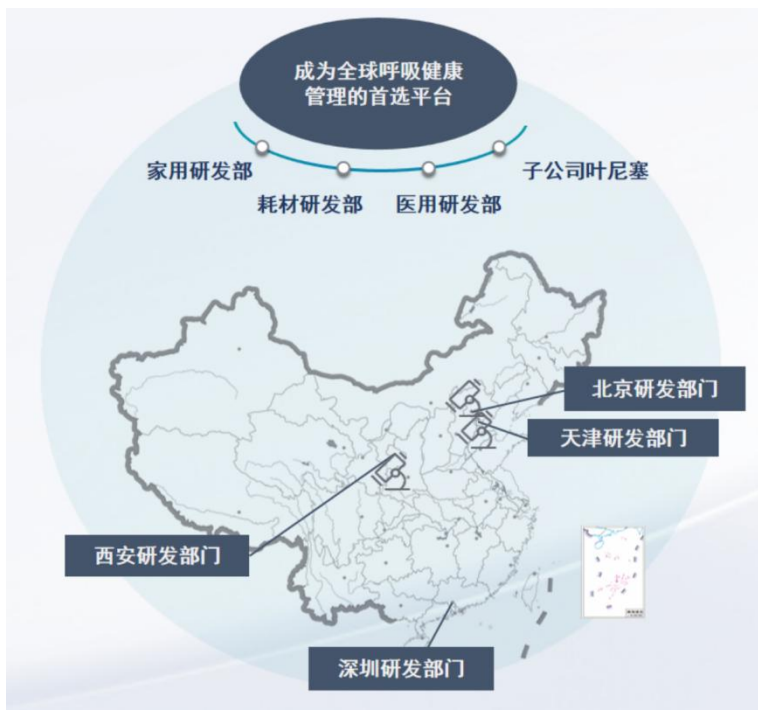 成为全球呼吸健康
管理的首选平台
家用研发部
子公司叶尼塞
耗材研发部
医用研发部
北京研发部门
天津研发部门
西安研发部门
深圳研发部门